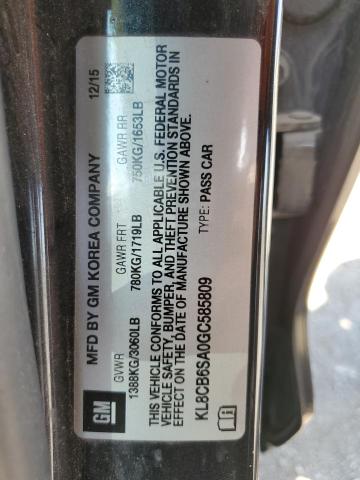 GM
MFD BY GM KOREA COMPANY
12/15
GVWR
GAWR FRT
GAWR RR
1388KG/3060LB
780KG/1719LB
750KG/1653LB
THIS VEHICLE CONFORMS TO ALL APPLICABLE U.S. FEDERAL MOTOR
VEHICLE SAFETY, BUMPER, AND THEFT PREVENTION STANDARDS IN
EFFECT ON THE DATE OF MANUFACTURE SHOWN ABOVE.
KL8CB6SA0GC585809
TYPE: PASS CAR